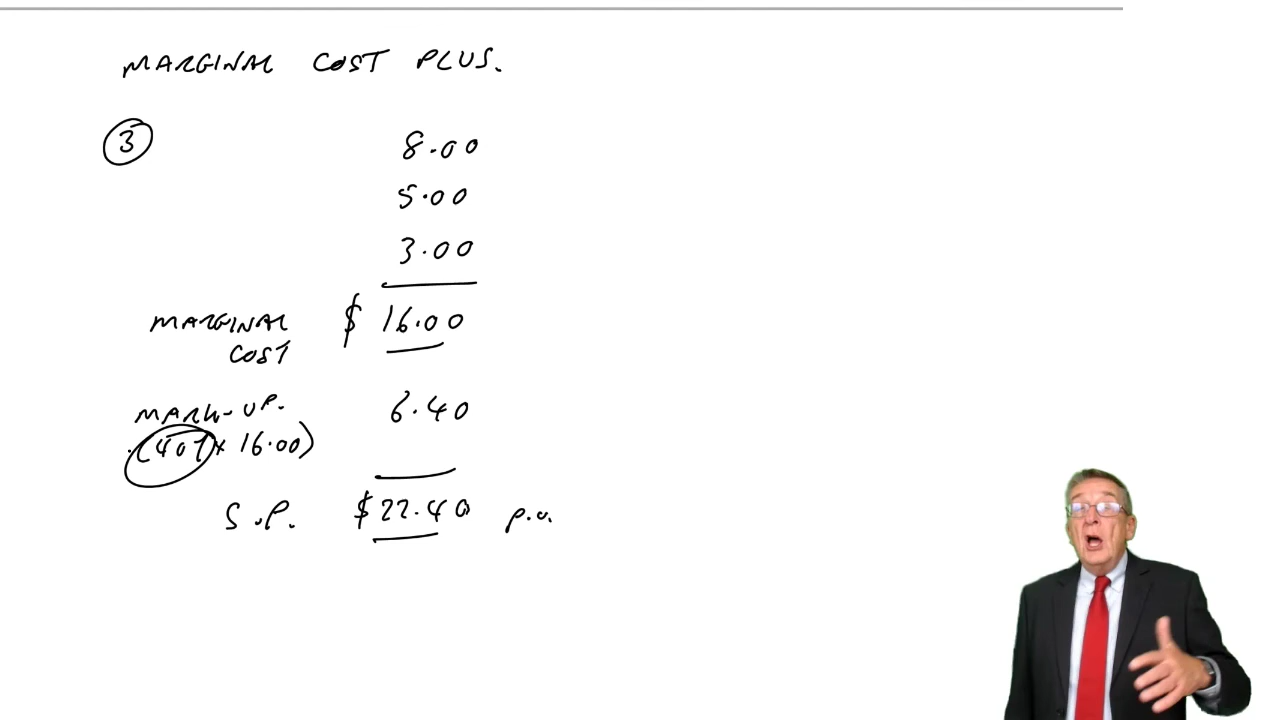 MARGINAL COST PLUS.
3
8.00
5.00
3.00
MARGINAL $ 16.00
COST
MARK-UP. 6.40
(40% × 16.00)
S.P. $22.40 p.u.